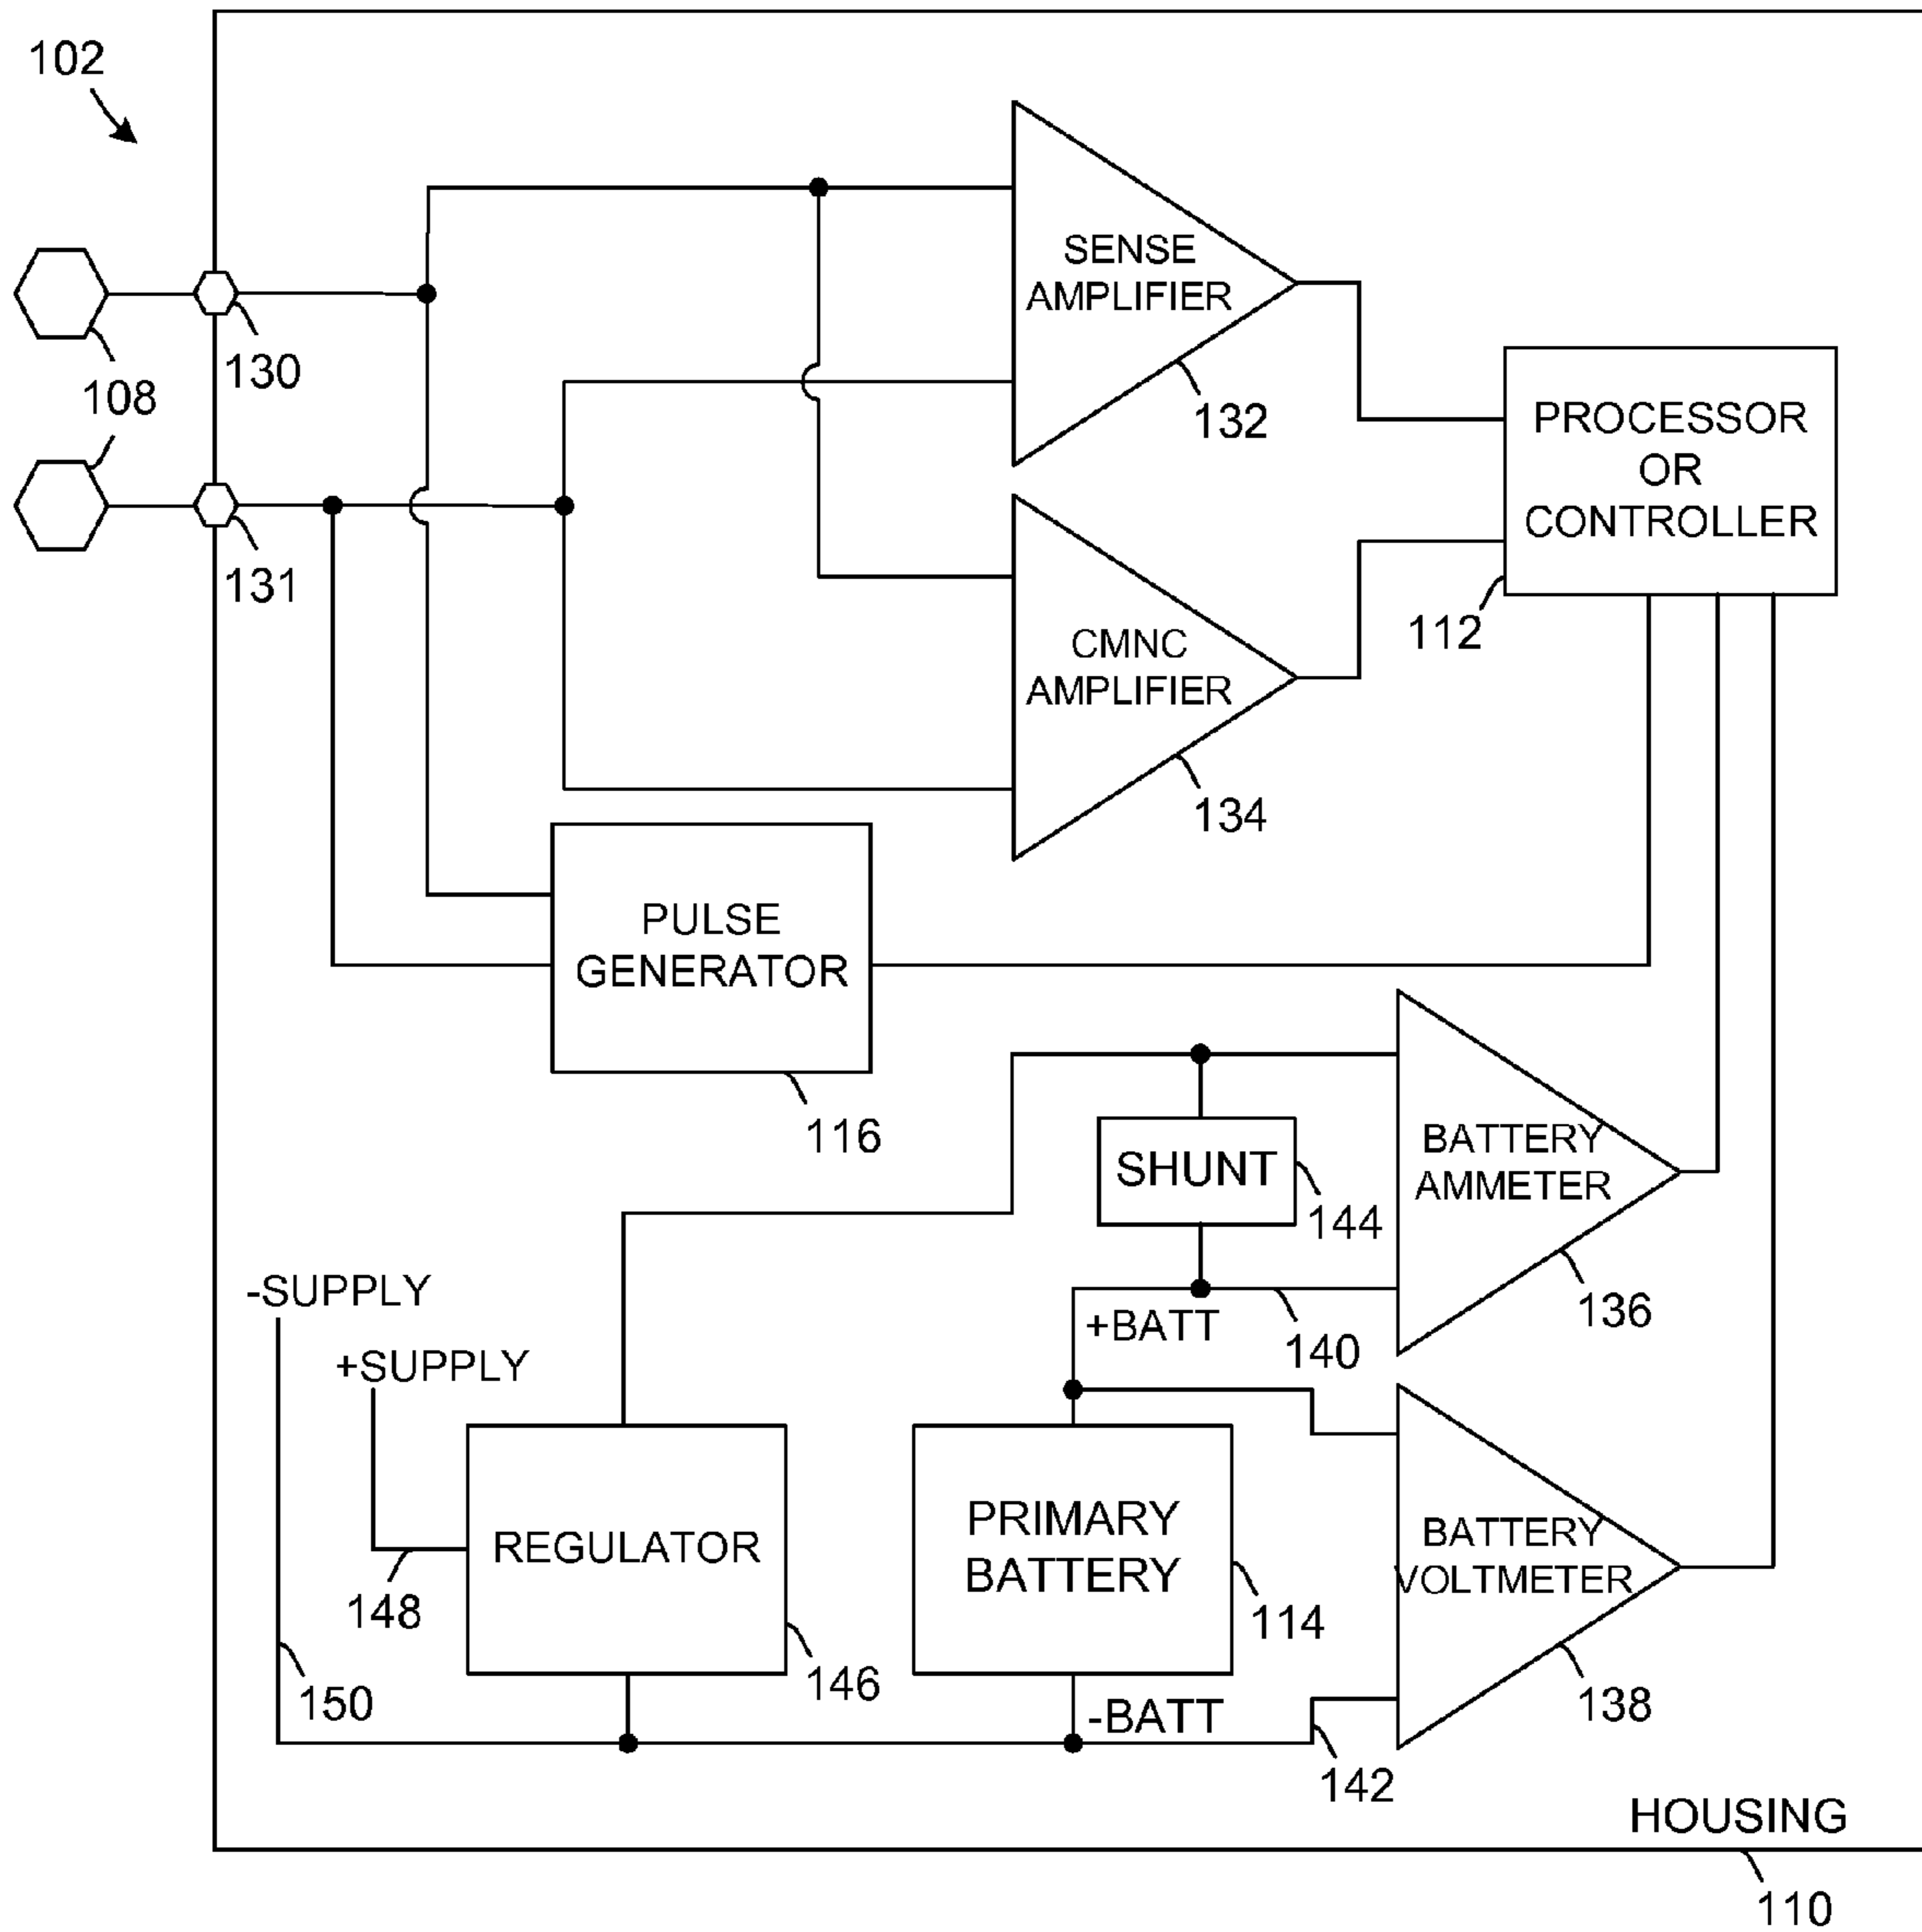 102
SENSE
AMPLIFIER
130
108
132
PROCESSOR
OR
CONTROLLER
131
112
CMNC
AMPLIFIER
134
PULSE
GENERATOR
116
BATTERY
AMMETER
SHUNT
144
-SUPPLY
136
+BATT
140
+SUPPLY
PRIMARY
BATTERY
REGULATOR
BATTERY
VOLTMETER
148
114
146
150
138
-BATT
142
HOUSING
110